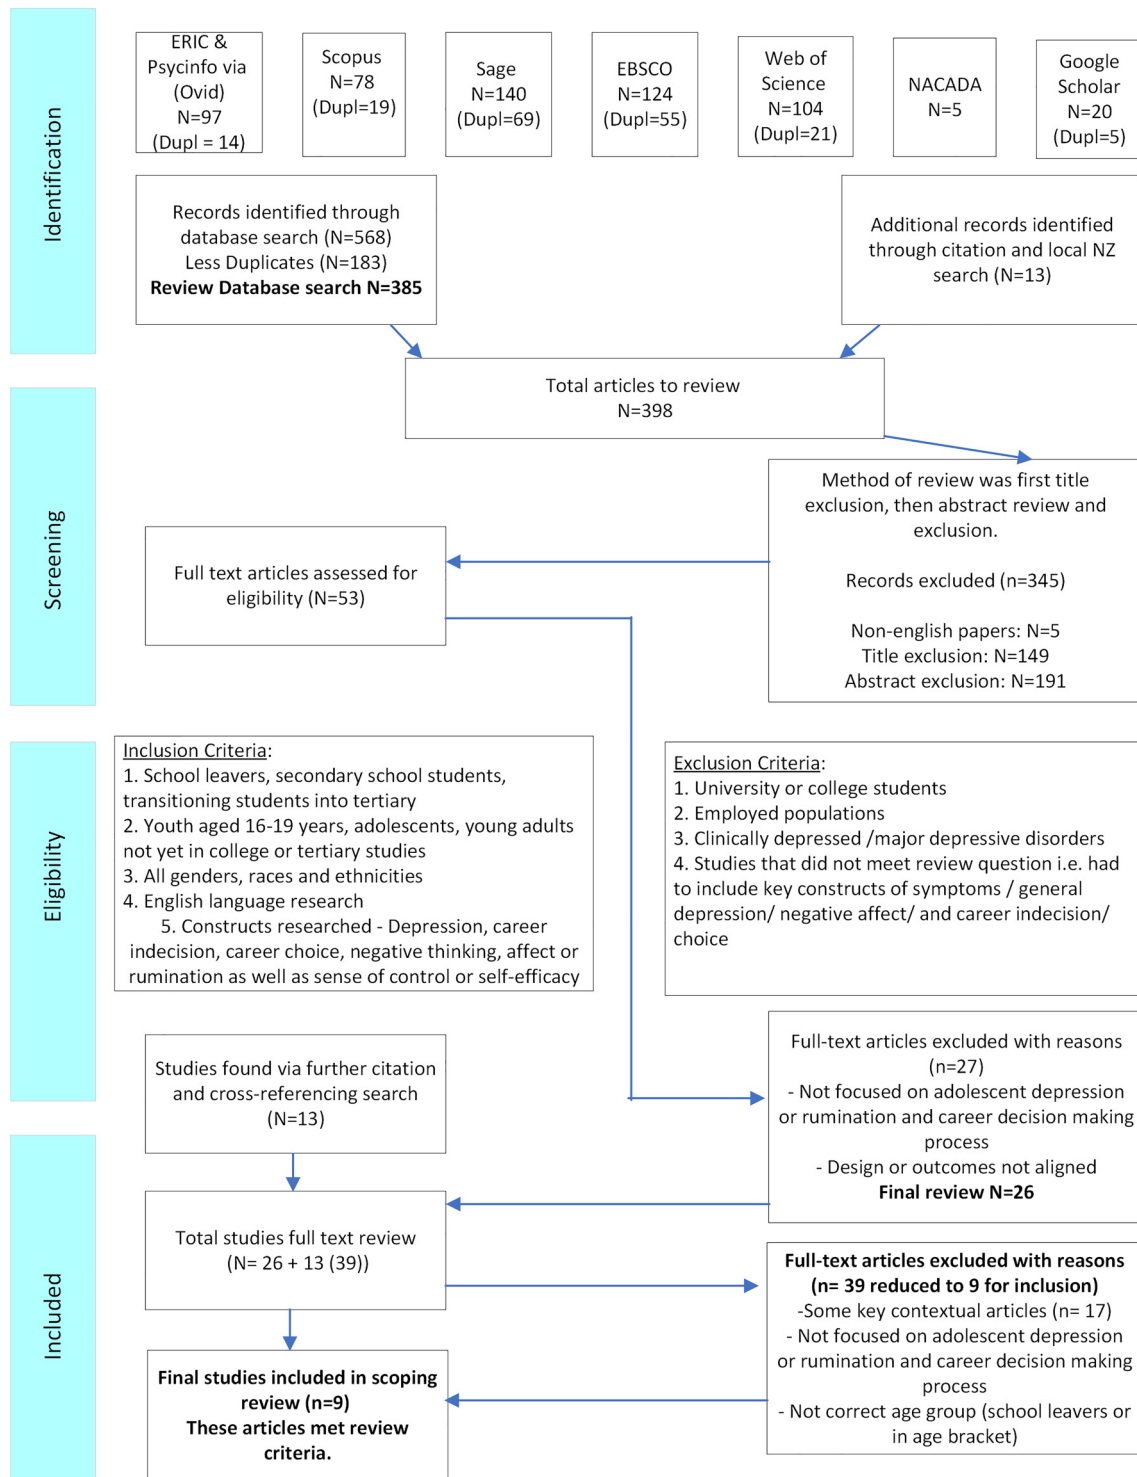 Identification
ERIC &
Psycinfo via
(Ovid)
N=97
(Dupl = 14)
Scopus
N=78
(Dupl=19)
Sage
N=140
(Dupl=69)
EBSCO
N=124
(Dupl=55)
Web of
Science
N=104
(Dupl=21)
NACADA
N=5
Google
Scholar
N=20
(Dupl=5)
Records identified through
database search (N=568)
Less Duplicates (N=183)
Review Database search N=385
Additional records identified
through citation and local NZ
search (N=13)
Total articles to review
N=398
Screening
Method of review was first title
exclusion, then abstract review and
exclusion.
Records excluded (n=345)
Non-english papers: N=5
Title exclusion: N=149
Abstract exclusion: N=191
Full text articles assessed for
eligibility (N=53)
Eligibility
Inclusion Criteria:
1. School leavers, secondary school students,
transitioning students into tertiary
2. Youth aged 16-19 years, adolescents, young adults
not yet in college or tertiary studies
3. All genders, races and ethnicities
4. English language research
5. Constructs researched - Depression, career
indecision, career choice, negative thinking, affect or
rumination as well as sense of control or self-efficacy
Exclusion Criteria:
1. University or college students
2. Employed populations
3. Clinically depressed /major depressive disorders
4. Studies that did not meet review question i.e. had
to include key constructs of symptoms / general
depression/ negative affect/ and career indecision/
choice
Studies found via further citation
and cross-referencing search
(N=13)
Full-text articles excluded with reasons
(n=27)
- Not focused on adolescent depression
or rumination and career decision making
process
- Design or outcomes not aligned
Final review N=26
Included
Total studies full text review
(N= 26 + 13 (39))
Full-text articles excluded with reasons
(n= 39 reduced to 9 for inclusion)
-Some key contextual articles (n= 17)
- Not focused on adolescent depression
or rumination and career decision making
process
- Not correct age group (school leavers or
in age bracket)
Final studies included in scoping
review (n=9)
These articles met review
criteria.